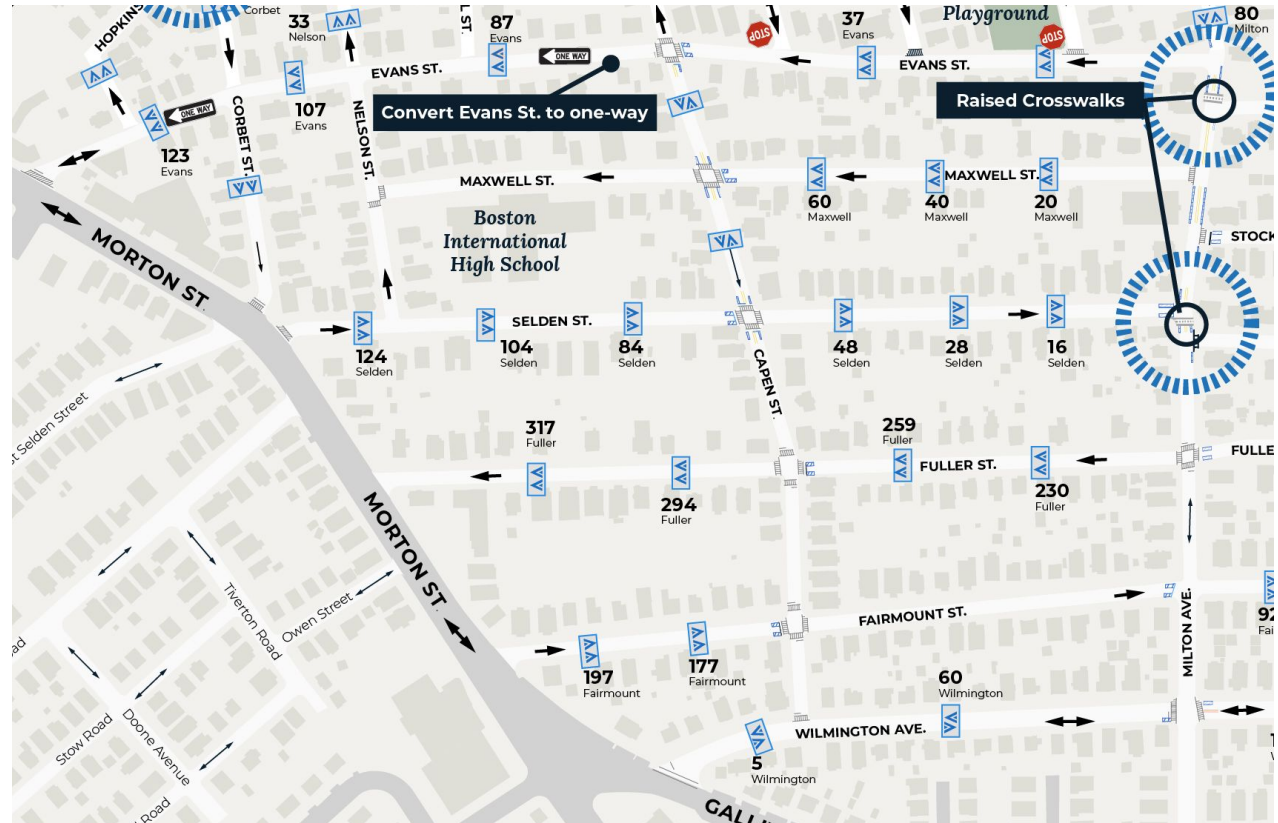 HOPKINS
33
Nelson
Corbet
87
Evans
37
Evans
Playground
80
Milton
STOP
STOP
ONE WAY
EVANS ST.
EVANS ST.
Convert Evans St. to one-way
Raised Crosswalks
ONE WAY
107
Evans
123
Evans
CORBET ST.
NELSON ST.
MAXWELL ST.
MAXWELL ST.
60
Maxwell
40
Maxwell
20
Maxwell
Boston
International
High School
STOCK
MORTON ST.
SELDEN ST.
124
Selden
104
Selden
84
Selden
48
Selden
28
Selden
16
Selden
CAPEN ST.
st Selden Street
317
Fuller
259
Fuller
FULLER ST.
FULLE
294
Fuller
230
Fuller
MORTON ST.
Tiverton Road
Owen Street
FAIRMOUNT ST.
MILTON AVE.
92
Fai
197
Fairmount
177
Fairmount
60
Wilmington
WILMINGTON AVE.
5
Wilmington
Stow Road
Doone Avenue
Road
GALLI